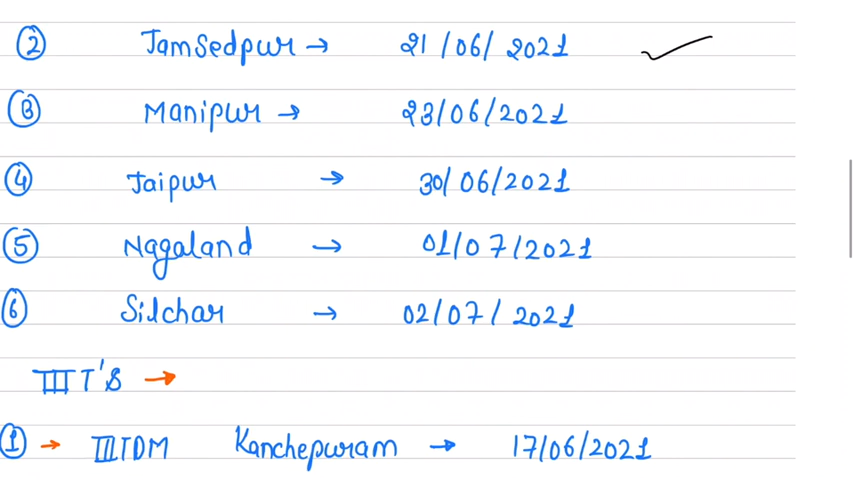 ② Jamsedpur → 21/06/2021 ✓
③ Manipur → 23/06/2021
④ Jaipur → 30/06/2021
⑤ Nagaland → 01/07/2021
⑥ Silchar → 02/07/2021
IIIT'S →
① → IIITDM Kanchepuram → 17/06/2021